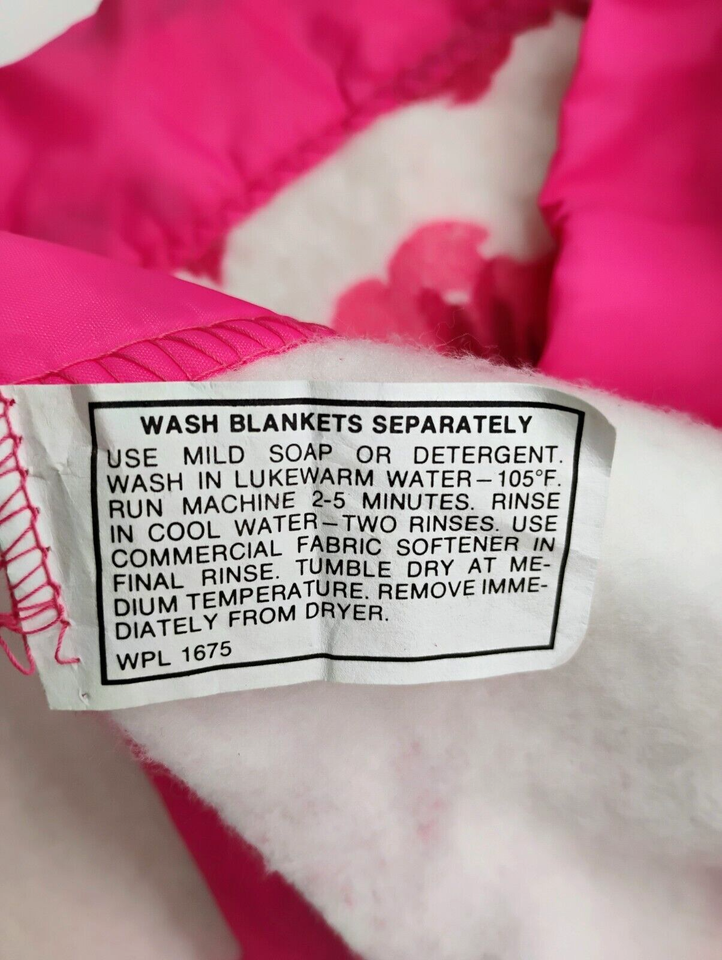 WASH BLANKETS SEPARATELY
USE MILD SOAP OR DETERGENT.
WASH IN LUKEWARM WATER—105°F.
RUN MACHINE 2-5 MINUTES. RINSE
IN COOL WATER—TWO RINSES. USE
COMMERCIAL FABRIC SOFTENER IN
FINAL RINSE. TUMBLE DRY AT ME-
DIUM TEMPERATURE. REMOVE IMME-
DIATELY FROM DRYER.
WPL 1675